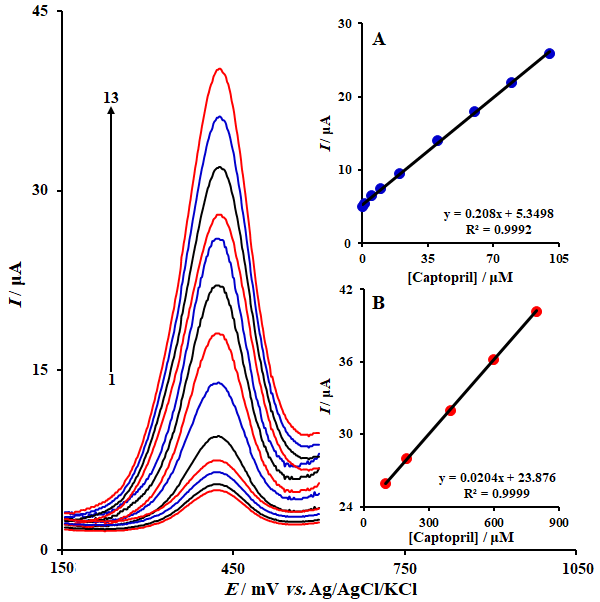 45
30
15
0
150
450
750
1050
I / µA
E / mV vs. Ag/AgCl/KCl
13
1
A
30
20
10
0
0
35
70
105
I / µA
y = 0.208x + 5.3498
R² = 0.9992
[Captopril] / µM
B
42
36
30
24
0
300
600
900
I / µA
y = 0.0204x + 23.876
R² = 0.9999
[Captopril] / µM